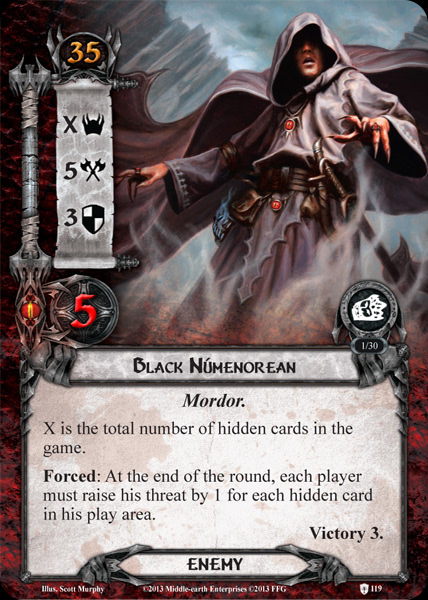 35
X
5
3
5
1/30
Black Númenorean
Mordor.
X is the total number of hidden cards in the
game.
Forced: At the end of the round, each player
must raise his threat by 1 for each hidden card
in his play area.
Victory 3.
ENEMY
Illus. Scott Murphy ©2013 Middle-earth Enterprises ©2013 FFG 119